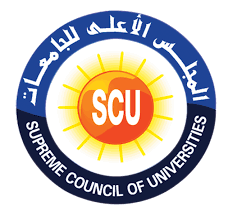 المجلس الأعلى للجامعات
SCU
SUPREME COUNCIL OF UNIVERSITIES